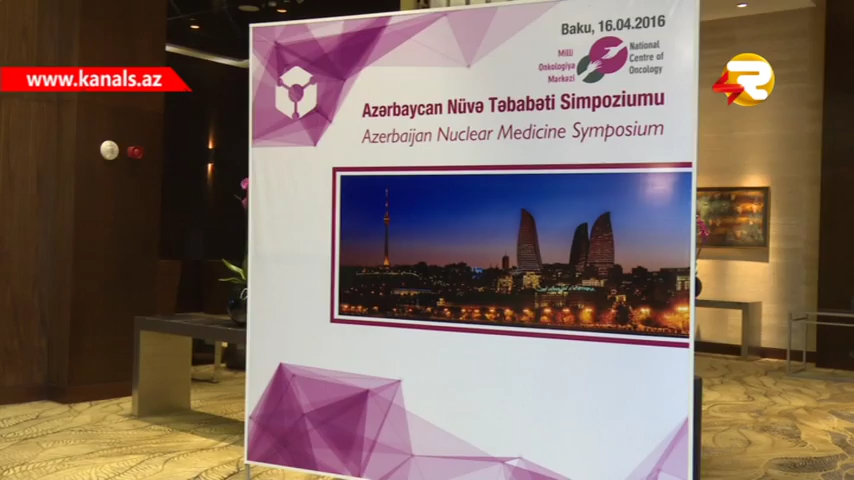 www.kanals.az
Baku, 16.04.2016
Milli
Onkologiya
Mərkəzi
National
Centre of
Oncology
Azərbaycan Nüvə Təbabəti Simpoziumu
Azerbaijan Nuclear Medicine Symposium